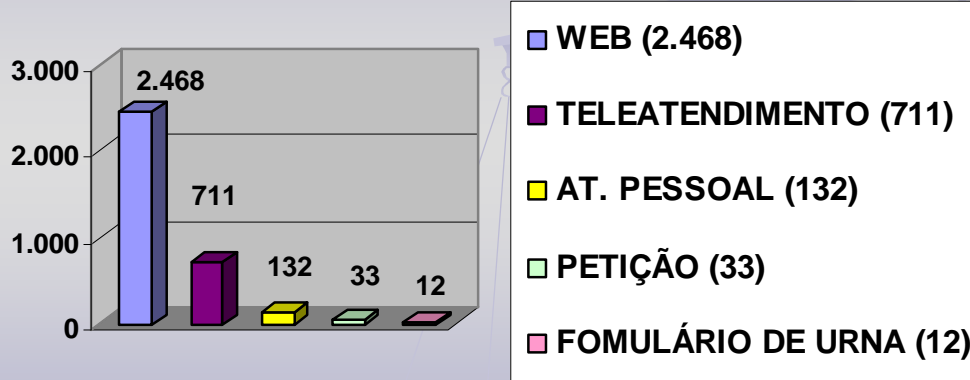 3.000
2.000
1.000
0
2.468
711
132
33
12
WEB (2.468)
TELEATENDIMENTO (711)
AT. PESSOAL (132)
PETIÇÃO (33)
FOMULÁRIO DE URNA (12)